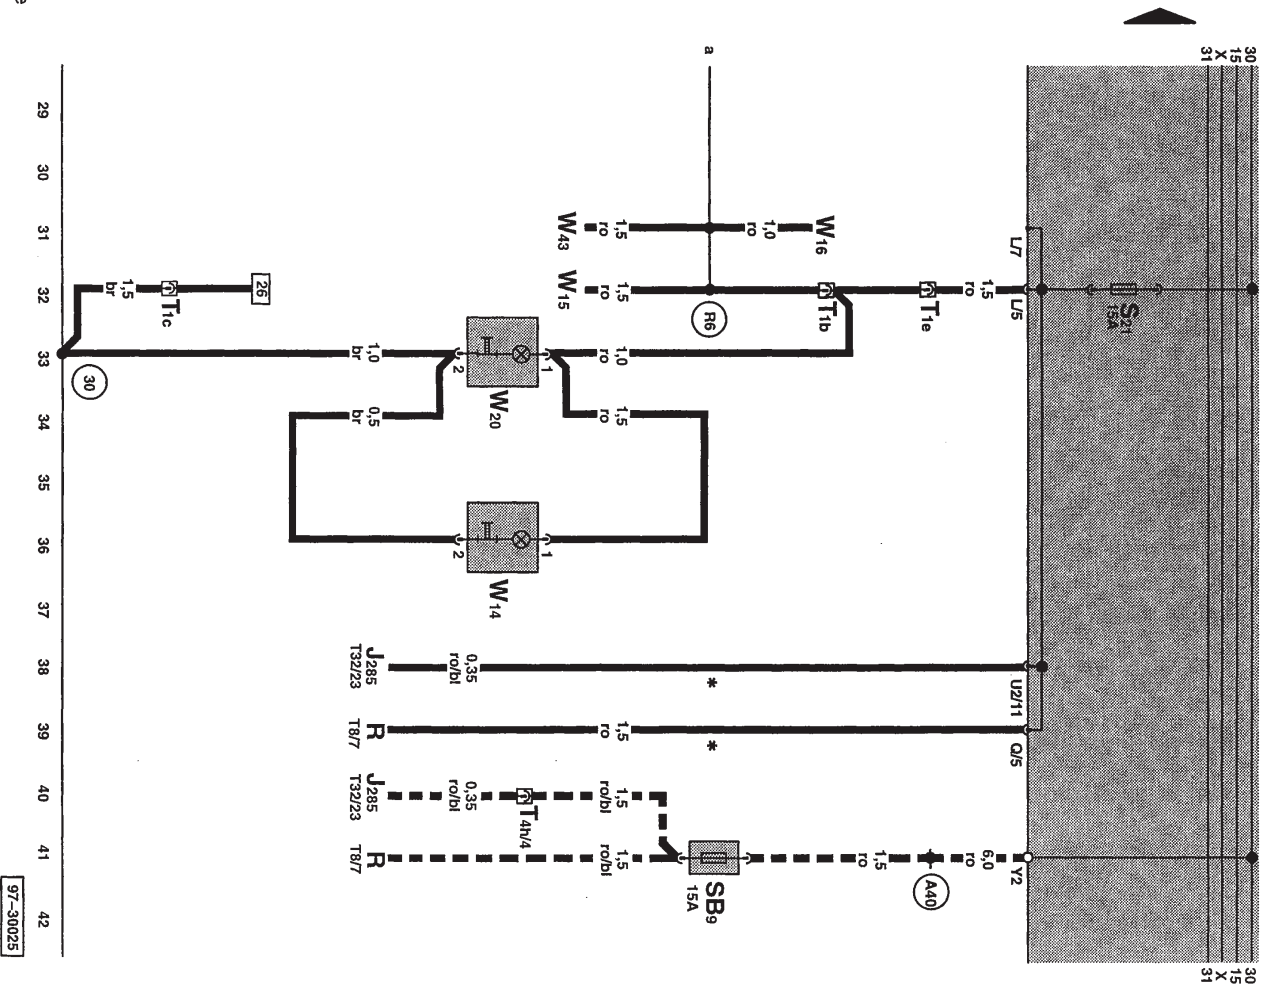 30
15
X
31
30
15
X
31
S21
15A
L/7
L/5
U2/11
Q/5
Y2
1,5
ro
T1e
6,0
ro
A40
1,5
ro
W16
1,0
ro
T1b
a
R6
SB9
15A
1,5
ro
W43
1,5
ro
W15
1,0
ro
1,5
ro
*
*
1,5
ro
1,5
ro/bl
1,5
ro/bl
1
2
W20
1
2
W14
T4h/4
0,35
ro/bl
0,35
ro/bl
1,0
br
0,5
br
J285
T32/23
R
T8/7
J285
T32/23
R
T8/7
26
T1c
1,5
br
30
29
30
31
32
33
34
35
36
37
38
39
40
41
42
97-30025